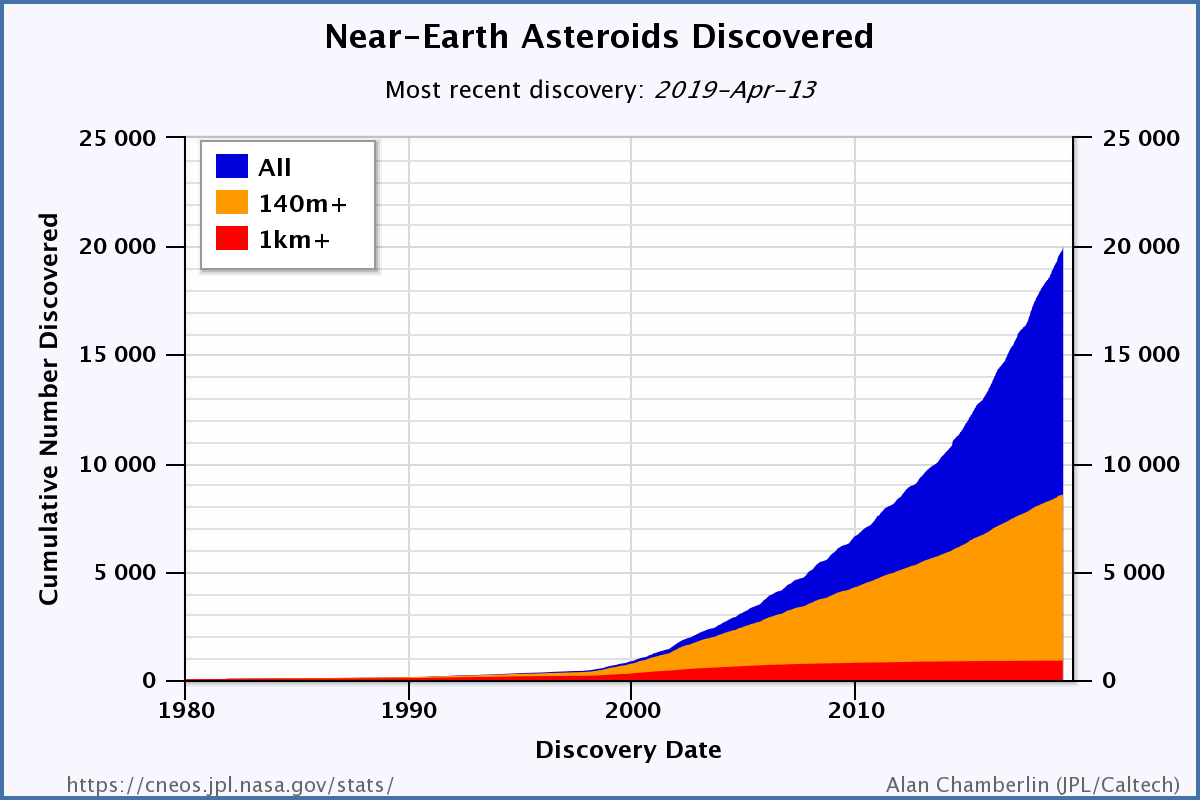 Near-Earth Asteroids Discovered
Most recent discovery: 2019-Apr-13
25 000
25 000
All
140m+
1km+
20 000
20 000
15 000
15 000
10 000
10 000
5 000
5 000
0
0
Cumulative Number Discovered
1980
1990
2000
2010
Discovery Date
https://cneos.jpl.nasa.gov/stats/
Alan Chamberlin (JPL/Caltech)